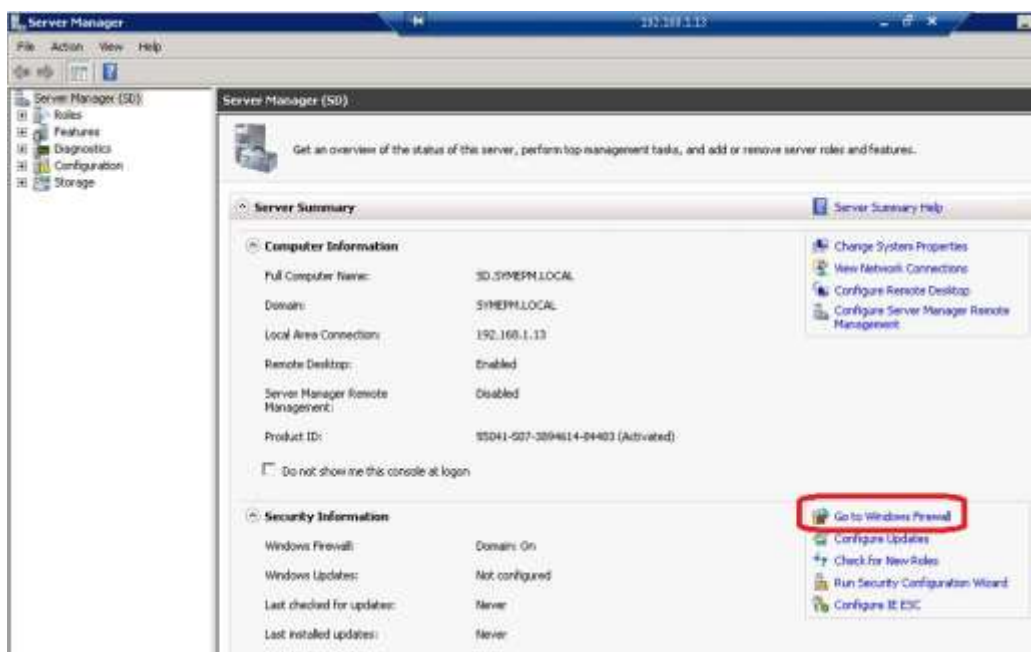 Server Manager
192.168.1.13
File Action View Help
Server Manager (SD)
Roles
Features
Diagnostics
Configuration
Storage
Server Manager (SD)
Get an overview of the status of this server, perform top management tasks, and add or remove server roles and features.
Server Summary
Server Summary Help
Computer Information
Full Computer Name: SD.SYMEPM.LOCAL
Domain: SYMEPM.LOCAL
Local Area Connection: 192.168.1.13
Remote Desktop: Enabled
Server Manager Remote
Management: Disabled
Product ID: (Activated)
Do not show me this console at logon
Change System Properties
View Network Connections
Configure Remote Desktop
Configure Server Manager Remote
Management
Security Information
Windows Firewall: Domain: On
Windows Updates: Not configured
Last checked for updates: Never
Last installed updates: Never
Go to Windows Firewall
Configure Updates
Check for New Roles
Run Security Configuration Wizard
Configure IE ESC